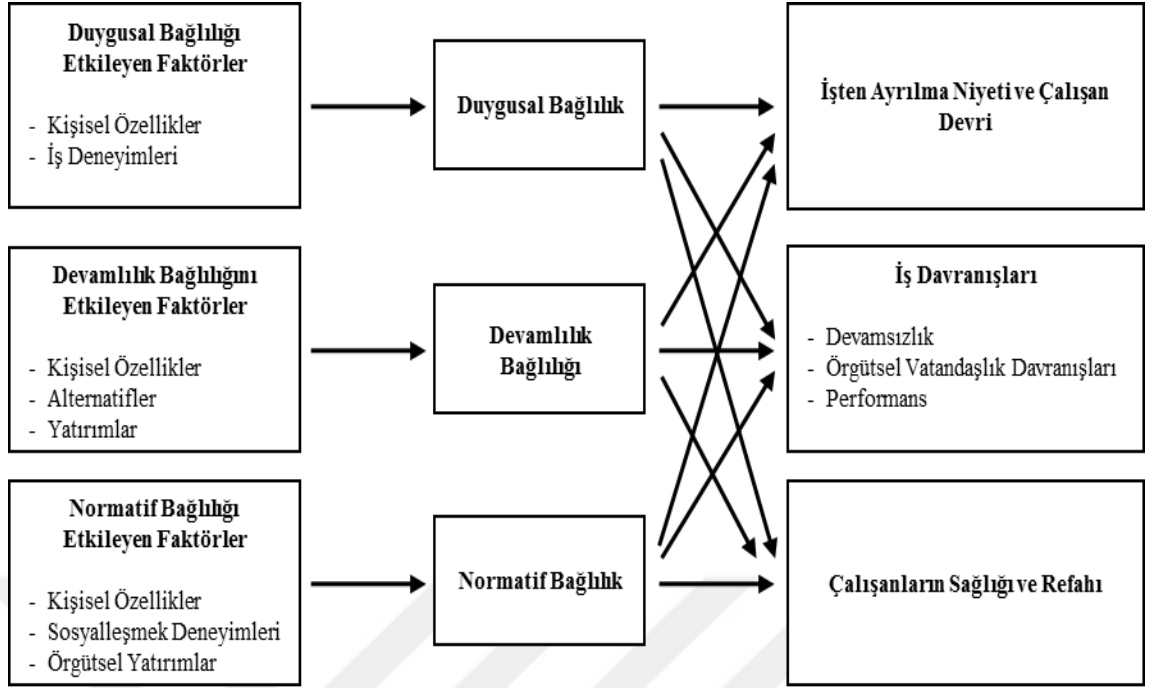 Duygusal Bağlılığı
Etkileyen Faktörler
- Kişisel Özellikler
- İş Deneyimleri
Duygusal Bağlılık
İşten Ayrılma Niyeti ve Çalışan
Devri
Devamlılık Bağlılığını
Etkileyen Faktörler
- Kişisel Özellikler
- Alternatifler
- Yatırımlar
Devamlılık
Bağlılığı
İş Davranışları
- Devamsızlık
- Örgütsel Vatandaşlık Davranışları
- Performans
Normatif Bağlılığı
Etkileyen Faktörler
- Kişisel Özellikler
- Sosyalleşmek Deneyimleri
- Örgütsel Yatırımlar
Normatif Bağlılık
Çalışanların Sağlığı ve Refahı